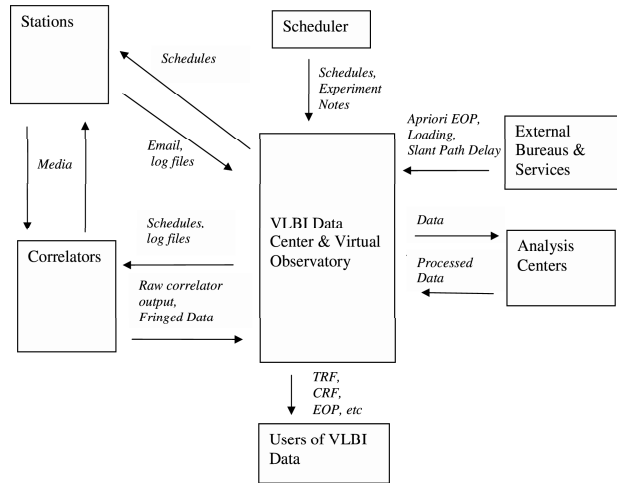 Stations
Scheduler
Schedules
Schedules,
Experiment
Notes
Apriori EOP,
Loading,
Slant Path Delay
External
Bureaus &
Services
Email,
log files
Media
VLBI Data
Center & Virtual
Observatory
Schedules.
log files
Data
Correlators
Analysis
Centers
Processed
Data
Raw correlator
output,
Fringed Data
TRF,
CRF,
EOP, etc
Users of VLBI
Data